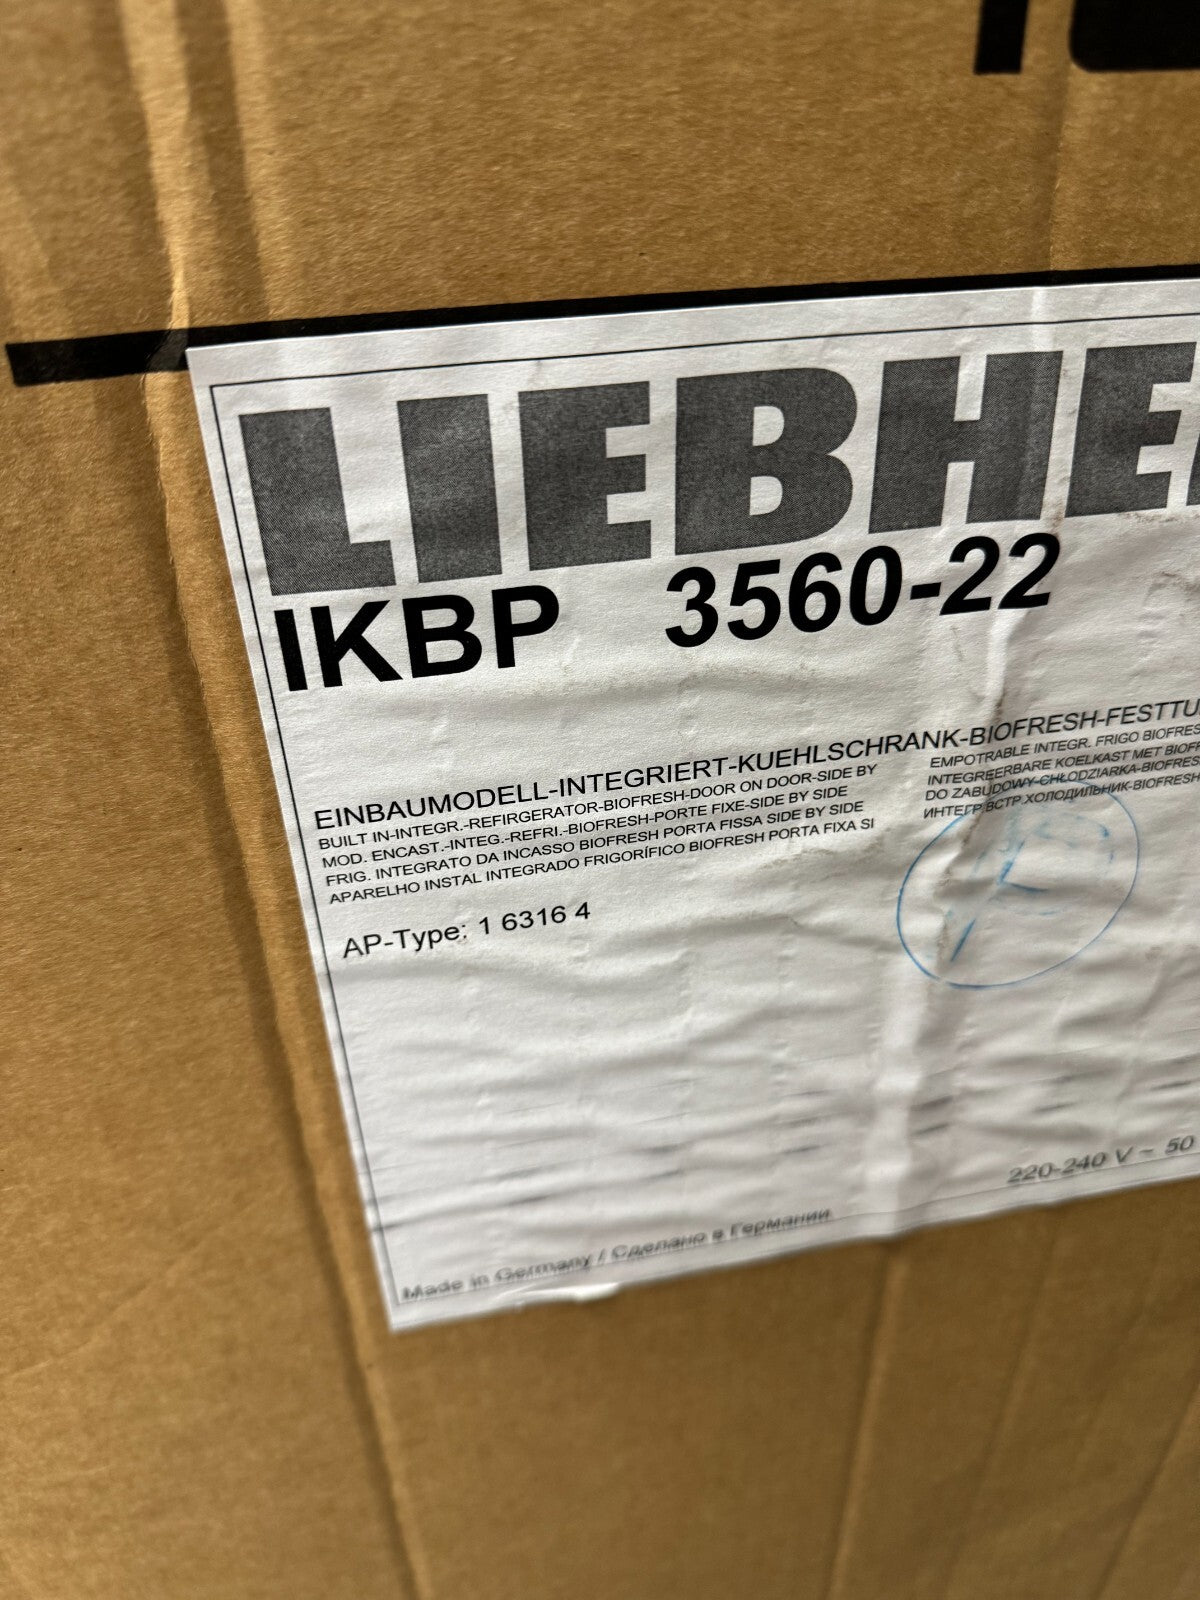 LIEBHE
IKBP 3560-22
EINBAUMODELL-INTEGRIERT-KUEHLSCHRANK-BIOFRESH-FESTTU
BUILT IN-INTEGR.-REFIRGERATOR-BIOFRESH-DOOR ON DOOR-SIDE BY
MOD. ENCAST.-INTEG.-REFRI.-BIOFRESH-PORTE FIXE-SIDE BY SIDE
FRIG. INTEGRATO DA INCASSO BIOFRESH PORTA FISSA SIDE BY SIDE
APARELHO INSTAL INTEGRADO FRIGORÍFICO BIOFRESH PORTA FIXA SI
EMPOTRABLE INTEGR. FRIGO BIOFRES
INTEGREERBARE KOELKAST MET BIOFR
DO ZABUDOWY-CHŁODZIARKA-BIOFRES
ИНТЕГР.ВСТР.ХОЛОДИЛЬНИК-BIOFRESH
AP-Type: 1 6316 4
220-240 V ~ 50
Made in Germany / Сделано в Германии